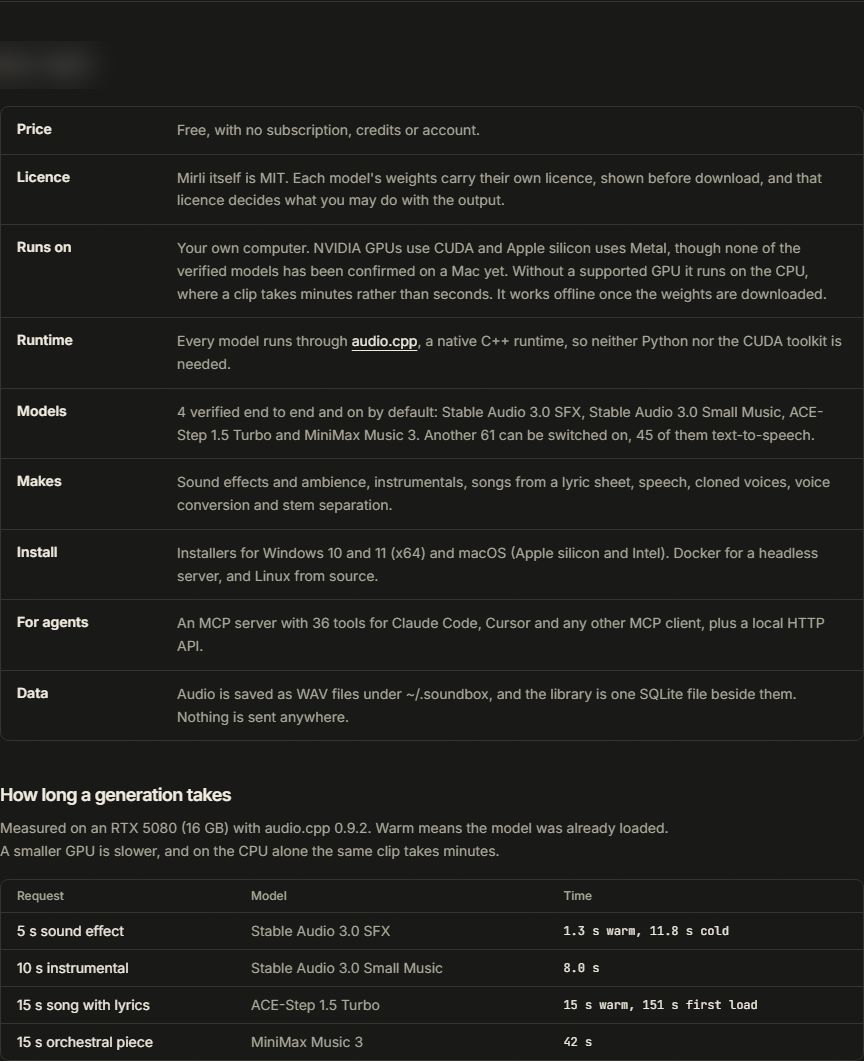 Price
Free, with no subscription, credits or account.
Licence
Mirli itself is MIT. Each model's weights carry their own licence, shown before download, and that
licence decides what you may do with the output.
Runs on
Your own computer. NVIDIA GPUs use CUDA and Apple silicon uses Metal, though none of the
verified models has been confirmed on a Mac yet. Without a supported GPU it runs on the CPU,
where a clip takes minutes rather than seconds. It works offline once the weights are downloaded.
Runtime
Every model runs through audio.cpp, a native C++ runtime, so neither Python nor the CUDA toolkit is
needed.
Models
4 verified end to end and on by default: Stable Audio 3.0 SFX, Stable Audio 3.0 Small Music, ACE-
Step 1.5 Turbo and MiniMax Music 3. Another 61 can be switched on, 45 of them text-to-speech.
Makes
Sound effects and ambience, instrumentals, songs from a lyric sheet, speech, cloned voices, voice
conversion and stem separation.
Install
Installers for Windows 10 and 11 (x64) and macOS (Apple silicon and Intel). Docker for a headless
server, and Linux from source.
For agents
An MCP server with 36 tools for Claude Code, Cursor and any other MCP client, plus a local HTTP
API.
Data
Audio is saved as WAV files under ~/.soundbox, and the library is one SQLite file beside them.
Nothing is sent anywhere.
How long a generation takes
Measured on an RTX 5080 (16 GB) with audio.cpp 0.9.2. Warm means the model was already loaded.
A smaller GPU is slower, and on the CPU alone the same clip takes minutes.
Request Model Time
5 s sound effect Stable Audio 3.0 SFX 1.3 s warm, 11.8 s cold
10 s instrumental Stable Audio 3.0 Small Music 8.0 s
15 s song with lyrics ACE-Step 1.5 Turbo 15 s warm, 151 s first load
15 s orchestral piece MiniMax Music 3 42 s